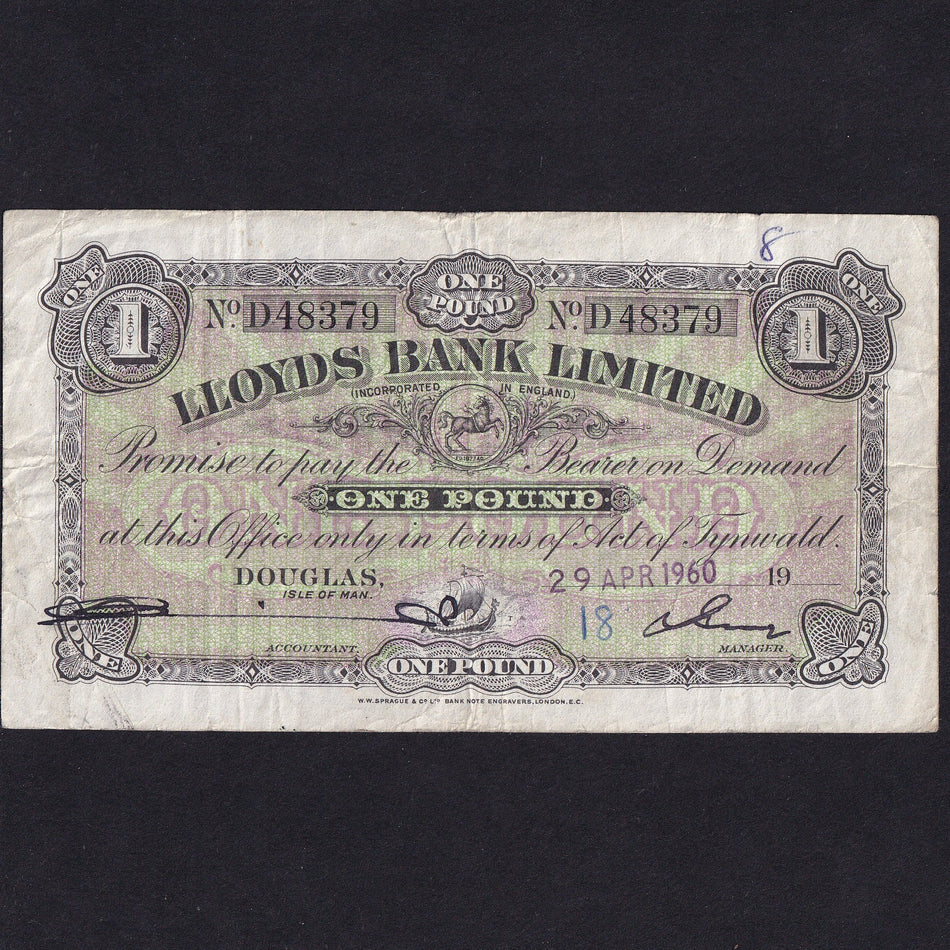 8
ONE ONE POUND ONE
1 Nº. D48379 Nº. D48379 1
LLOYDS BANK LIMITED
(INCORPORATED IN ENGLAND.)
Promise to pay the Bearer on Demand
ONE POUND
ONE POUND
at this Office only in terms of Act of Tynwald.
DOUGLAS, 29 APR 1960 19
ISLE OF MAN.
18
ACCOUNTANT. MANAGER.
ONE ONE POUND ONE
W.W. SPRAGUE & Cº Lᵀᴰ BANK NOTE ENGRAVERS, LONDON, E.C.